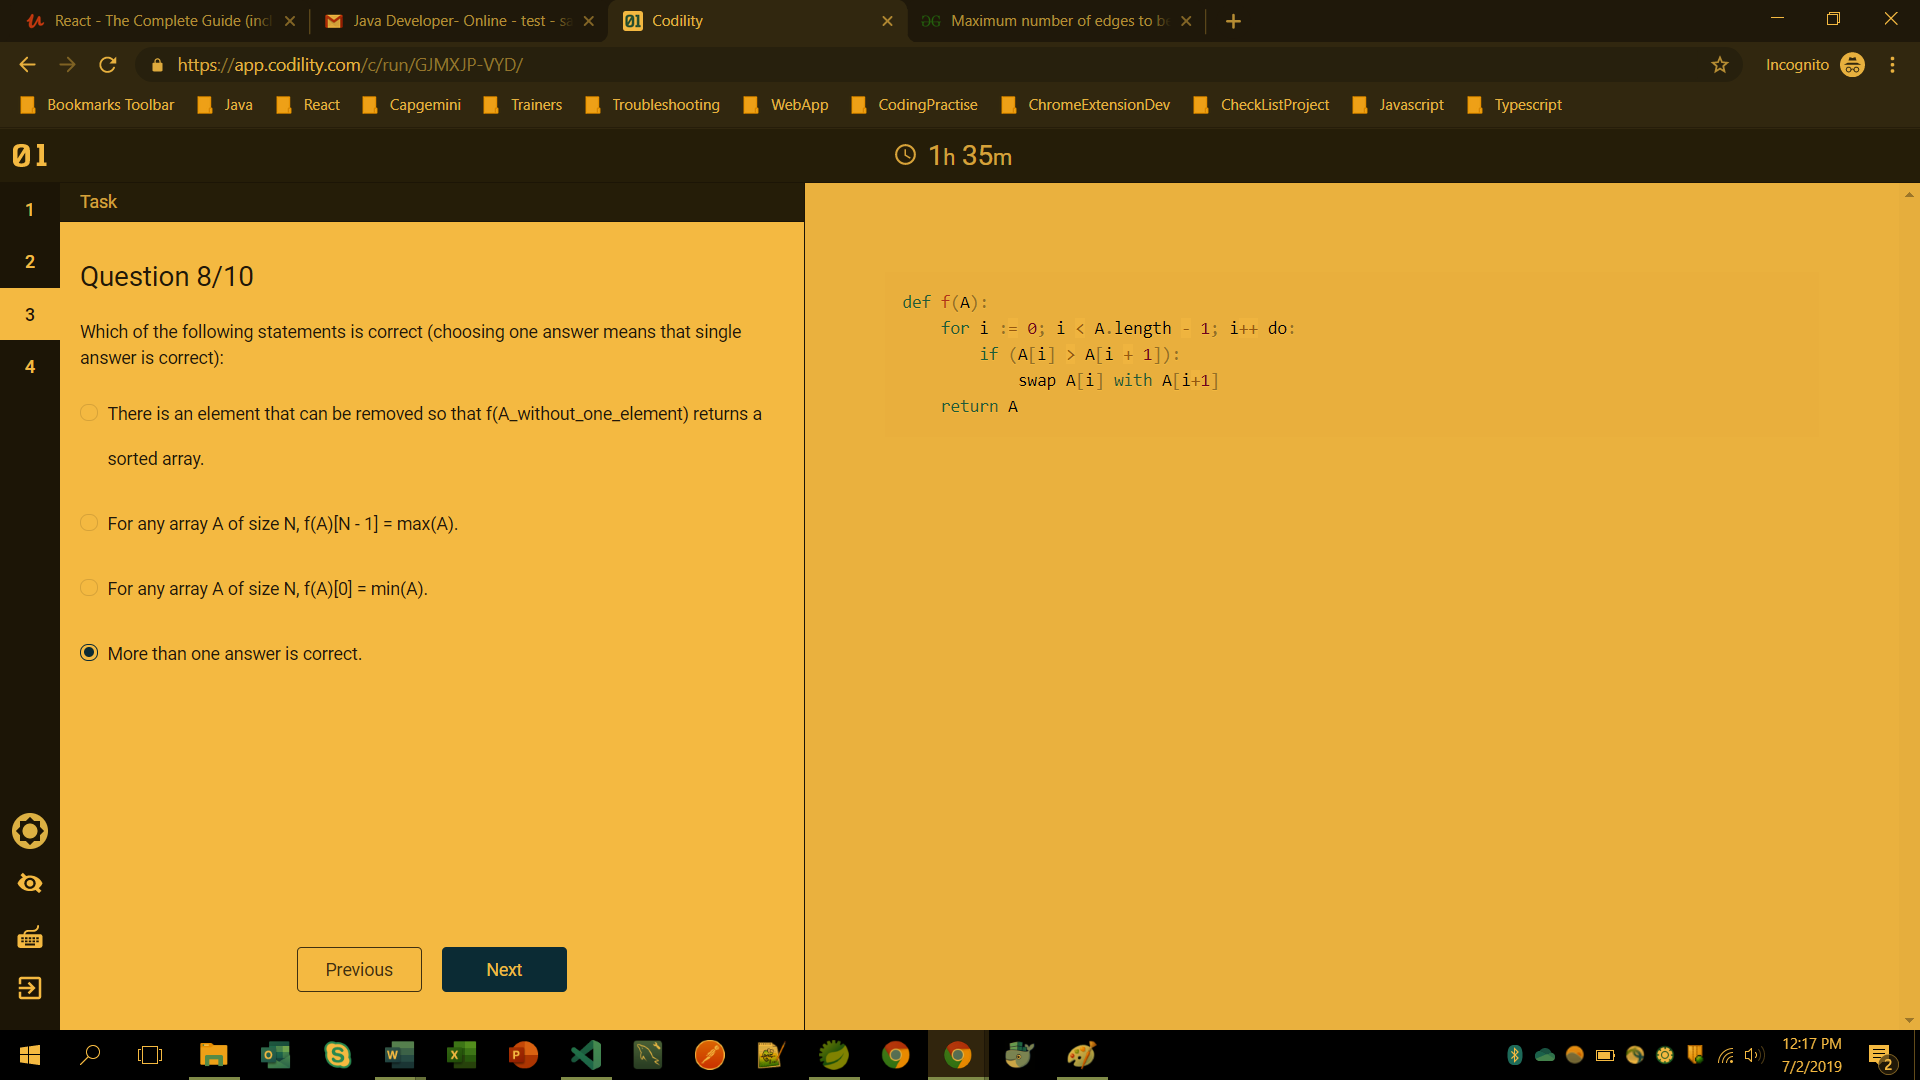 React - The Complete Guide (incl
Java Developer- Online - test - sa
Codility
Maximum number of edges to be
https://app.codility.com/c/run/GJMXJP-VYD/
Incognito
Bookmarks Toolbar
Java
React
Capgemini
Trainers
Troubleshooting
WebApp
CodingPractise
ChromeExtensionDev
CheckListProject
Javascript
Typescript
01
1h 35m
1
2
3
4
Task
Question 8/10
Which of the following statements is correct (choosing one answer means that single
answer is correct):
There is an element that can be removed so that f(A_without_one_element) returns a
sorted array.
For any array A of size N, f(A)[N - 1] = max(A).
For any array A of size N, f(A)[0] = min(A).
More than one answer is correct.
Previous
Next
def f(A):
for i := 0; i < A.length - 1; i++ do:
if (A[i] > A[i + 1]):
swap A[i] with A[i+1]
return A
12:17 PM
7/2/2019
2